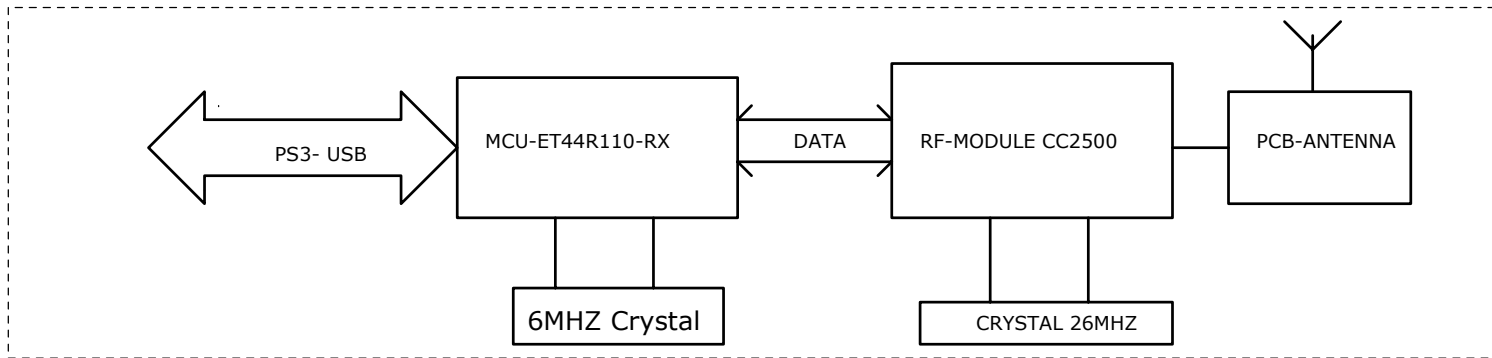 PS3- USB
MCU-ET44R110-RX
DATA
RF-MODULE CC2500
PCB-ANTENNA
6MHZ Crystal
CRYSTAL 26MHZ